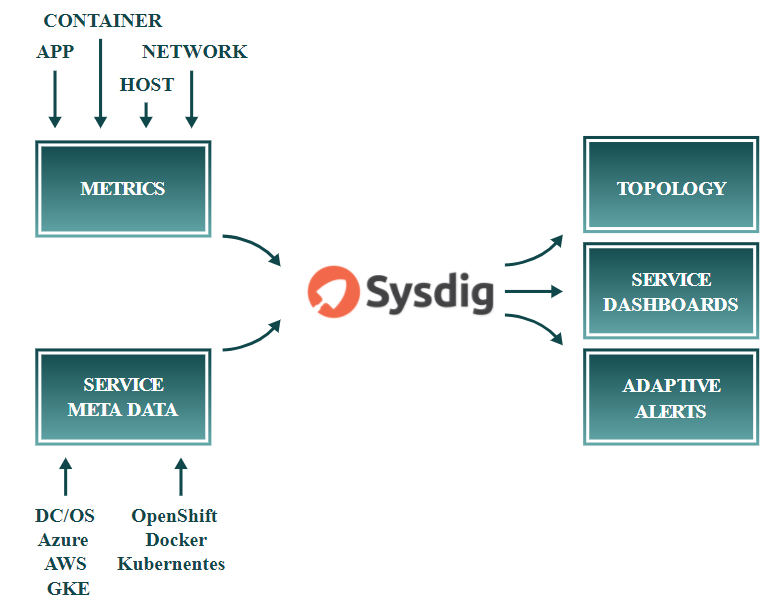 CONTAINER
APP
NETWORK
HOST
METRICS
SERVICE
META DATA
DC/OS
Azure
AWS
GKE
OpenShift
Docker
Kubernentes
Sysdig
TOPOLOGY
SERVICE
DASHBOARDS
ADAPTIVE
ALERTS